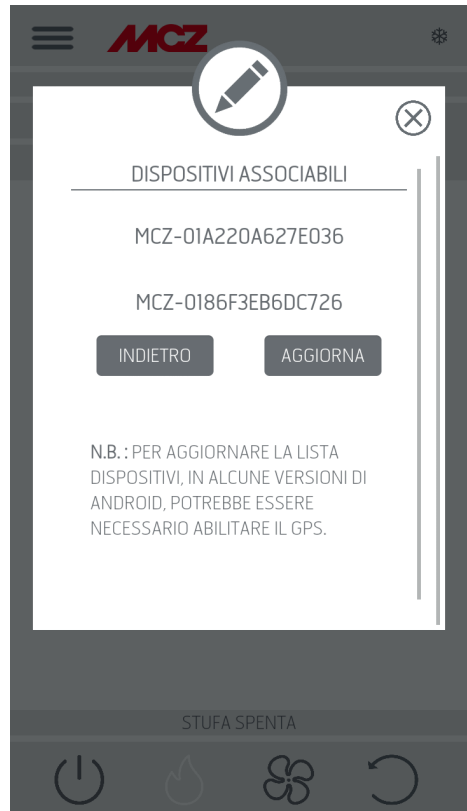 MCZ
DISPOSITIVI ASSOCIABILI
MCZ-01A220A627E036
MCZ-0186F3EB6DC726
INDIETRO
AGGIORNA
N.B. : PER AGGIORNARE LA LISTA
DISPOSITIVI, IN ALCUNE VERSIONI DI
ANDROID, POTREBBE ESSERE
NECESSARIO ABILITARE IL GPS.
STUFA SPENTA